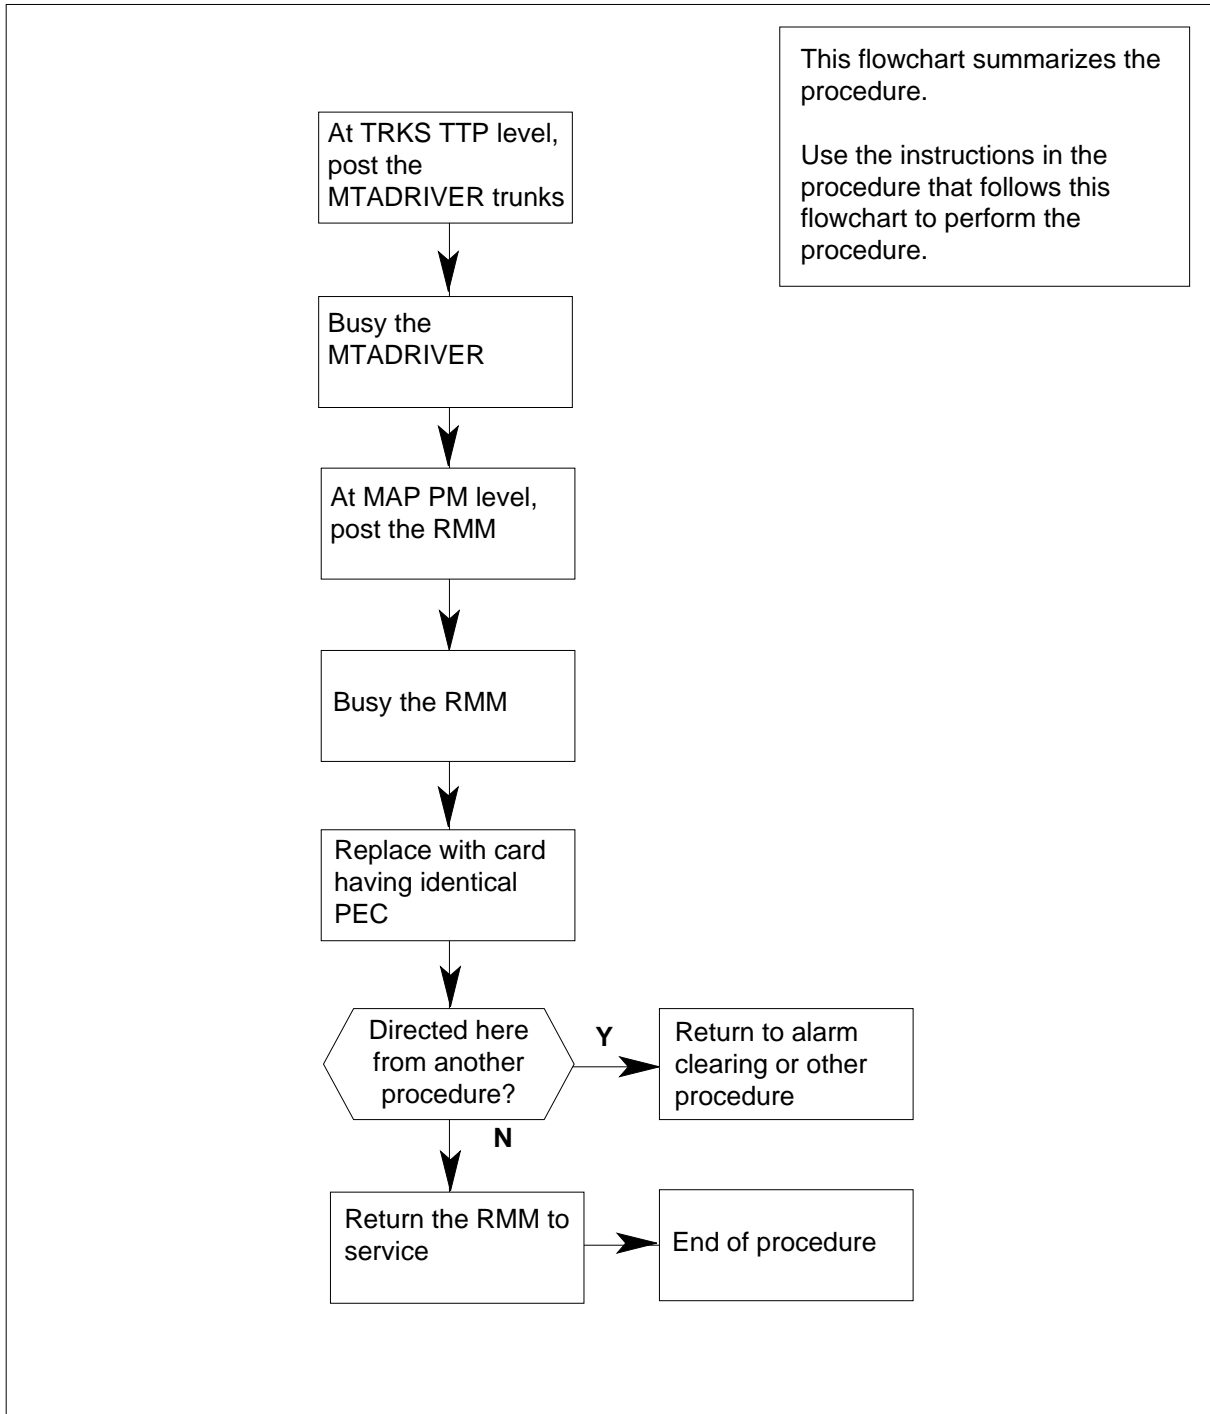 This flowchart summarizes the
procedure.
Use the instructions in the
procedure that follows this
flowchart to perform the
procedure.
At TRKS TTP level,
post the
MTADRIVER trunks
Busy the
MTADRIVER
At MAP PM level,
post the RMM
Busy the RMM
Replace with card
having identical
PEC
Directed here
from another
procedure?
Y
Return to alarm
clearing or other
procedure
N
Return the RMM to
service
End of procedure